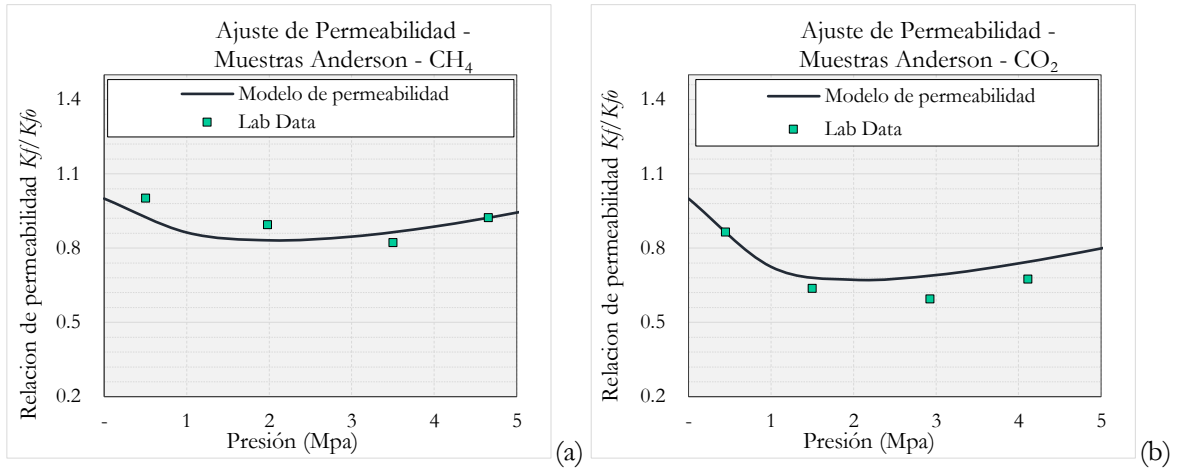 Ajuste de Permeabilidad -
Muestras Anderson - CH4
Modelo de permeabilidad
Lab Data
Relacion de permeabilidad Kf/Kfo
1.4
1.1
0.8
0.5
0.2
- 1 2 3 4 5
Presión (Mpa)
(a)
Ajuste de Permeabilidad -
Muestras Anderson - CO2
Modelo de permeabilidad
Lab Data
Relacion de permeabilidad Kf/Kfo
1.4
1.1
0.8
0.5
0.2
- 1 2 3 4 5
Presión (Mpa)
(b)